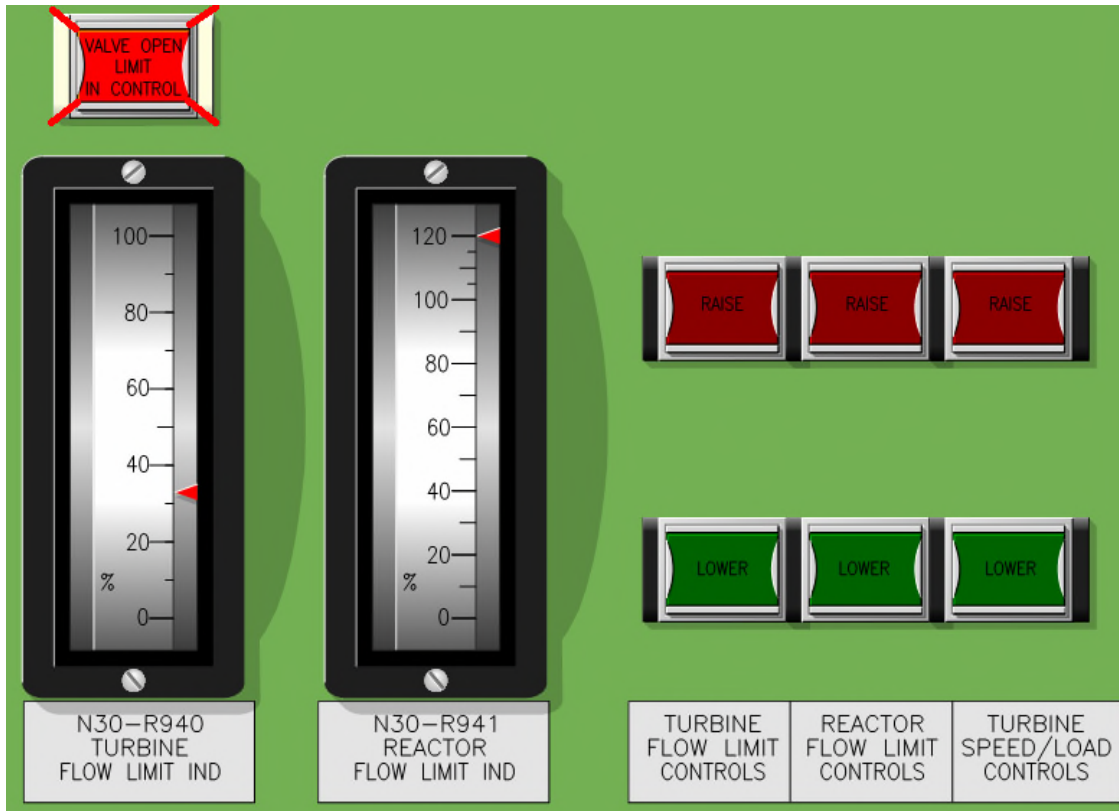 VALVE OPEN
LIMIT
IN CONTROL
100
80
60
40
20
%
0
120
100
80
60
40
20
%
0
RAISE
RAISE
RAISE
LOWER
LOWER
LOWER
N30-R940
TURBINE
FLOW LIMIT IND
N30-R941
REACTOR
FLOW LIMIT IND
TURBINE
FLOW LIMIT
CONTROLS
REACTOR
FLOW LIMIT
CONTROLS
TURBINE
SPEED/LOAD
CONTROLS